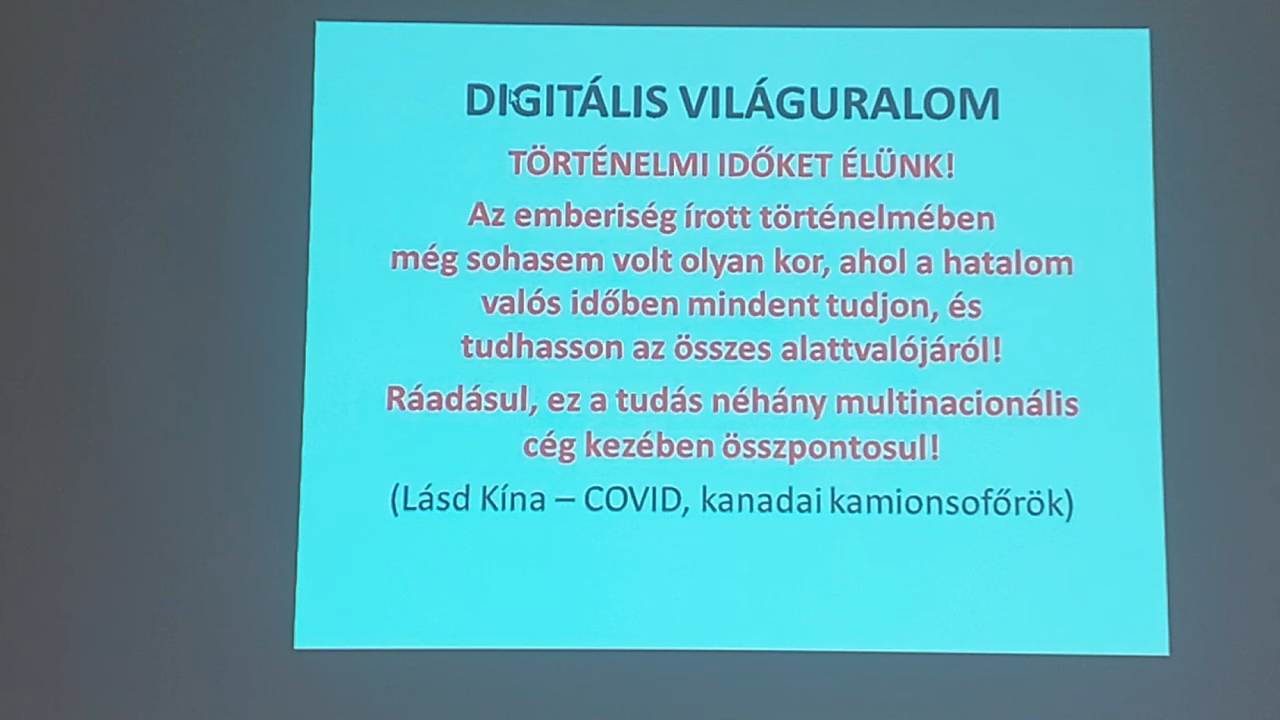 DIGITÁLIS VILÁGURALOM
TÖRTÉNELMI IDŐKET ÉLÜNK!
Az emberiség írott történelmében
még sohasem volt olyan kor, ahol a hatalom
valós időben mindent tudjon, és
tudhasson az összes alattvalójáról!
Ráadásul, ez a tudás néhány multinacionális
cég kezében összpontosul!
(Lásd Kína – COVID, kanadai kamionsofőrök)